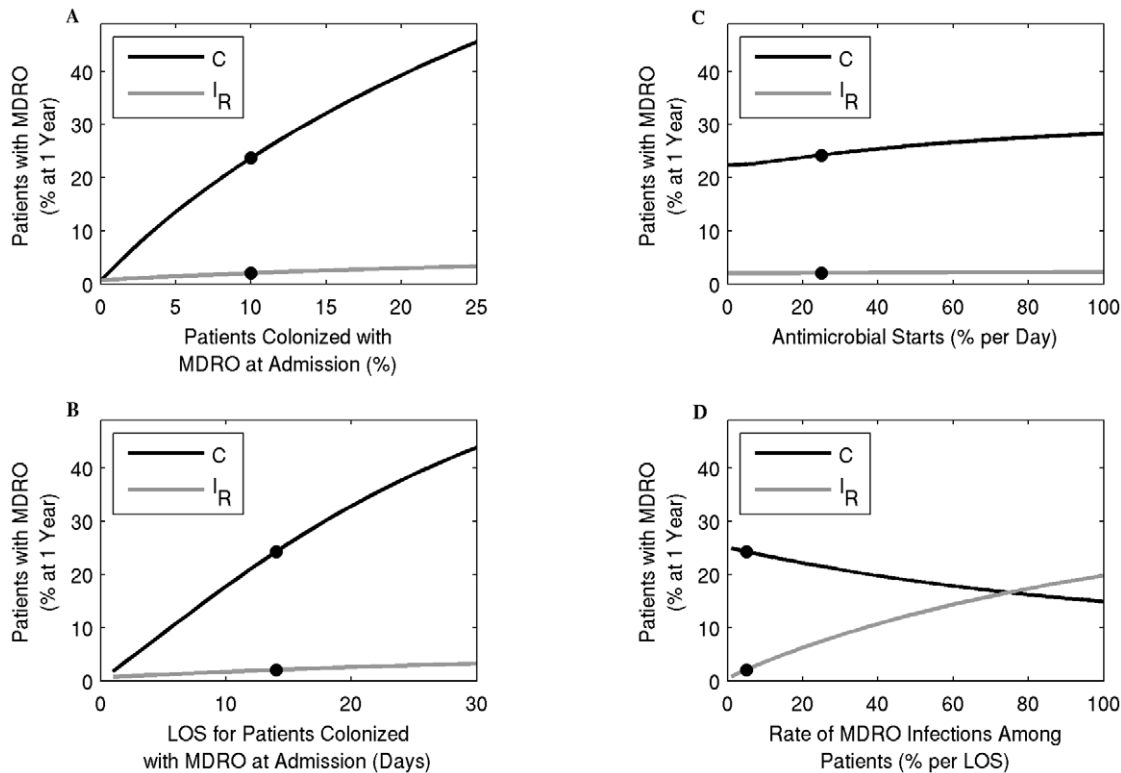 A
C
I_R
Patients with MDRO
(% at 1 Year)
40
30
20
10
0
0 5 10 15 20 25
Patients Colonized with
MDRO at Admission (%)
C
C
I_R
Patients with MDRO
(% at 1 Year)
40
30
20
10
0
0 20 40 60 80 100
Antimicrobial Starts (% per Day)
B
C
I_R
Patients with MDRO
(% at 1 Year)
40
30
20
10
0
0 10 20 30
LOS for Patients Colonized
with MDRO at Admission (Days)
D
C
I_R
Patients with MDRO
(% at 1 Year)
40
30
20
10
0
0 20 40 60 80 100
Rate of MDRO Infections Among
Patients (% per LOS)